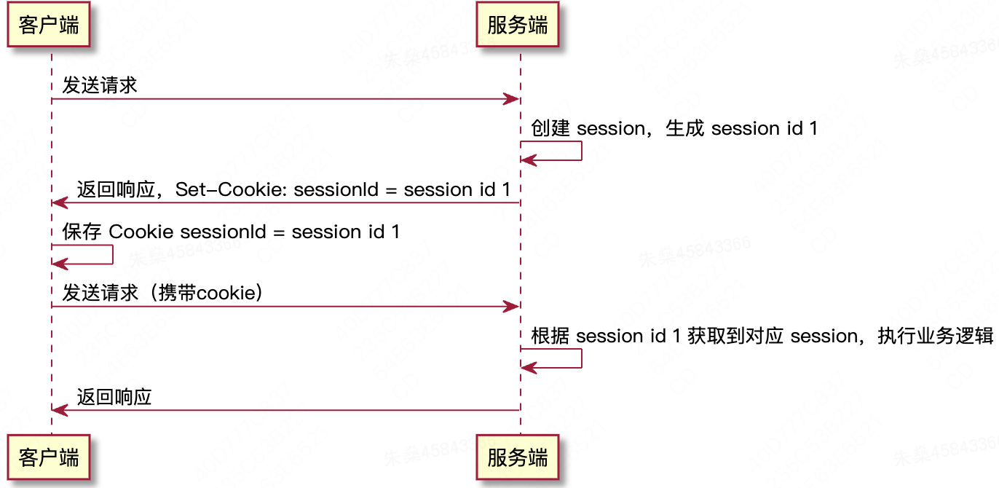 客户端
服务端
发送请求
创建 session，生成 session id 1
返回响应，Set-Cookie: sessionId = session id 1
保存 Cookie sessionId = session id 1
发送请求（携带cookie）
根据 session id 1 获取到对应 session，执行业务逻辑
返回响应
客户端
服务端